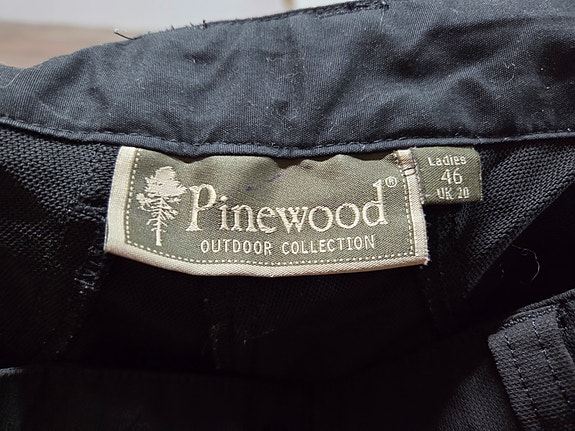 Pinewood®
OUTDOOR COLLECTION
Ladies
46
UK 20